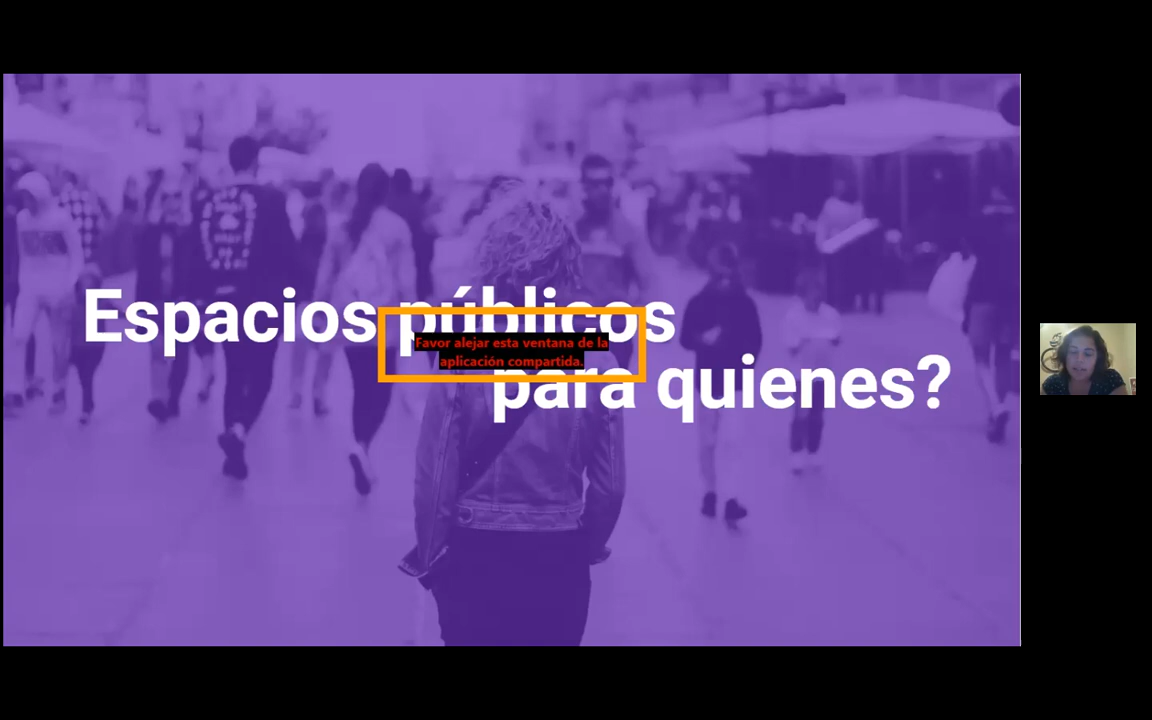 Espacios públicos
Favor alejar esta ventana de la
aplicación compartida.
para quienes?